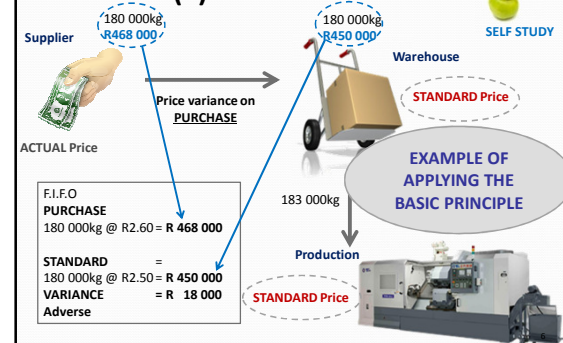 180 000kg
R468 000
180 000kg
R450 000
SELF STUDY
Supplier
Warehouse
Price variance on
PURCHASE
STANDARD Price
ACTUAL Price
EXAMPLE OF
APPLYING THE
BASIC PRINCIPLE
183 000kg
F.I.F.O
PURCHASE
180 000kg @ R2.60 = R 468 000
STANDARD =
180 000kg @ R2.50 = R 450 000
VARIANCE = R 18 000
Adverse
Production
STANDARD Price